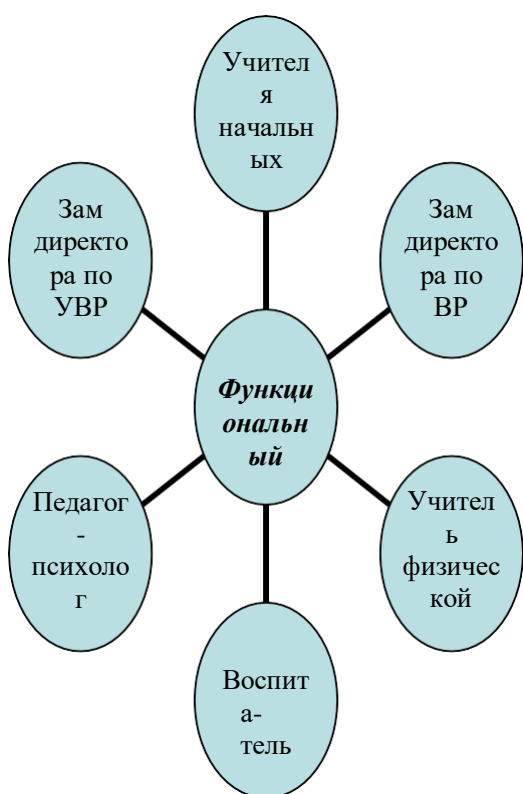 Учител
я
начальн
ых
Зам
директо
ра по
УВР
Зам
директо
ра по
ВР
Функци
ональн
ый
Педагог
-
психоло
г
Учител
ь
физичес
кой
Воспит
а-
тель